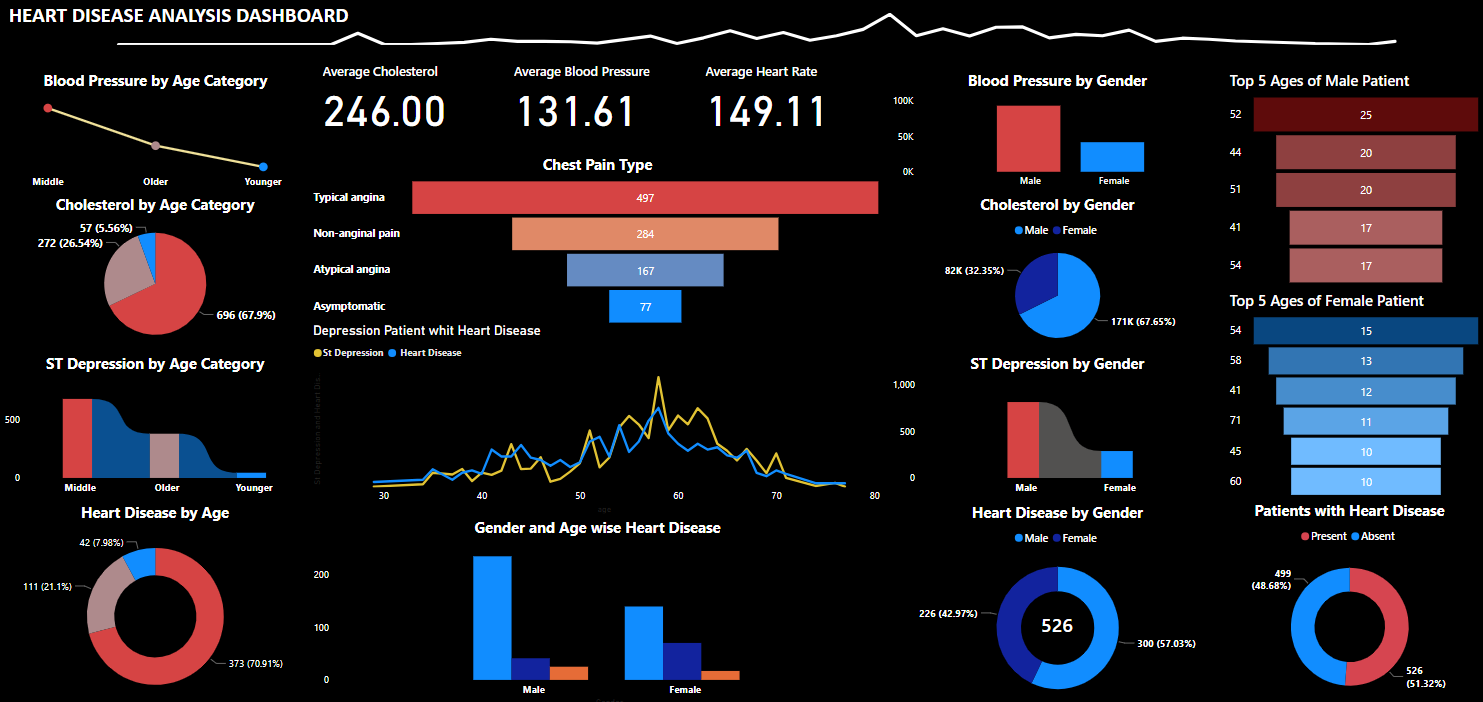 HEART DISEASE ANALYSIS DASHBOARD
Blood Pressure by Age Category
Middle Older Younger
Cholesterol by Age Category
57 (5.56%)
272 (26.54%)
696 (67.9%)
ST Depression by Age Category
500
0
Middle Older Younger
Heart Disease by Age
42 (7.98%)
111 (21.1%)
373 (70.91%)
Average Cholesterol
246.00
Average Blood Pressure
131.61
Average Heart Rate
149.11
Chest Pain Type
Typical angina 497
Non-anginal pain 284
Atypical angina 167
Asymptomatic 77
Depression Patient whit Heart Disease
St Depression Heart Disease
St Depression and Heart Dis...
30 40 50 60 70 80
age
Gender and Age wise Heart Disease
200
100
0
Male Female
Blood Pressure by Gender
100K
50K
0K
Male Female
Cholesterol by Gender
Male Female
82K (32.35%)
171K (67.65%)
ST Depression by Gender
1,000
500
0
Male Female
Heart Disease by Gender
Male Female
226 (42.97%)
526
300 (57.03%)
Top 5 Ages of Male Patient
52 25
44 20
51 20
41 17
54 17
Top 5 Ages of Female Patient
54 15
58 13
41 12
71 11
45 10
60 10
Patients with Heart Disease
Present Absent
499
(48.68%)
526
(51.32%)